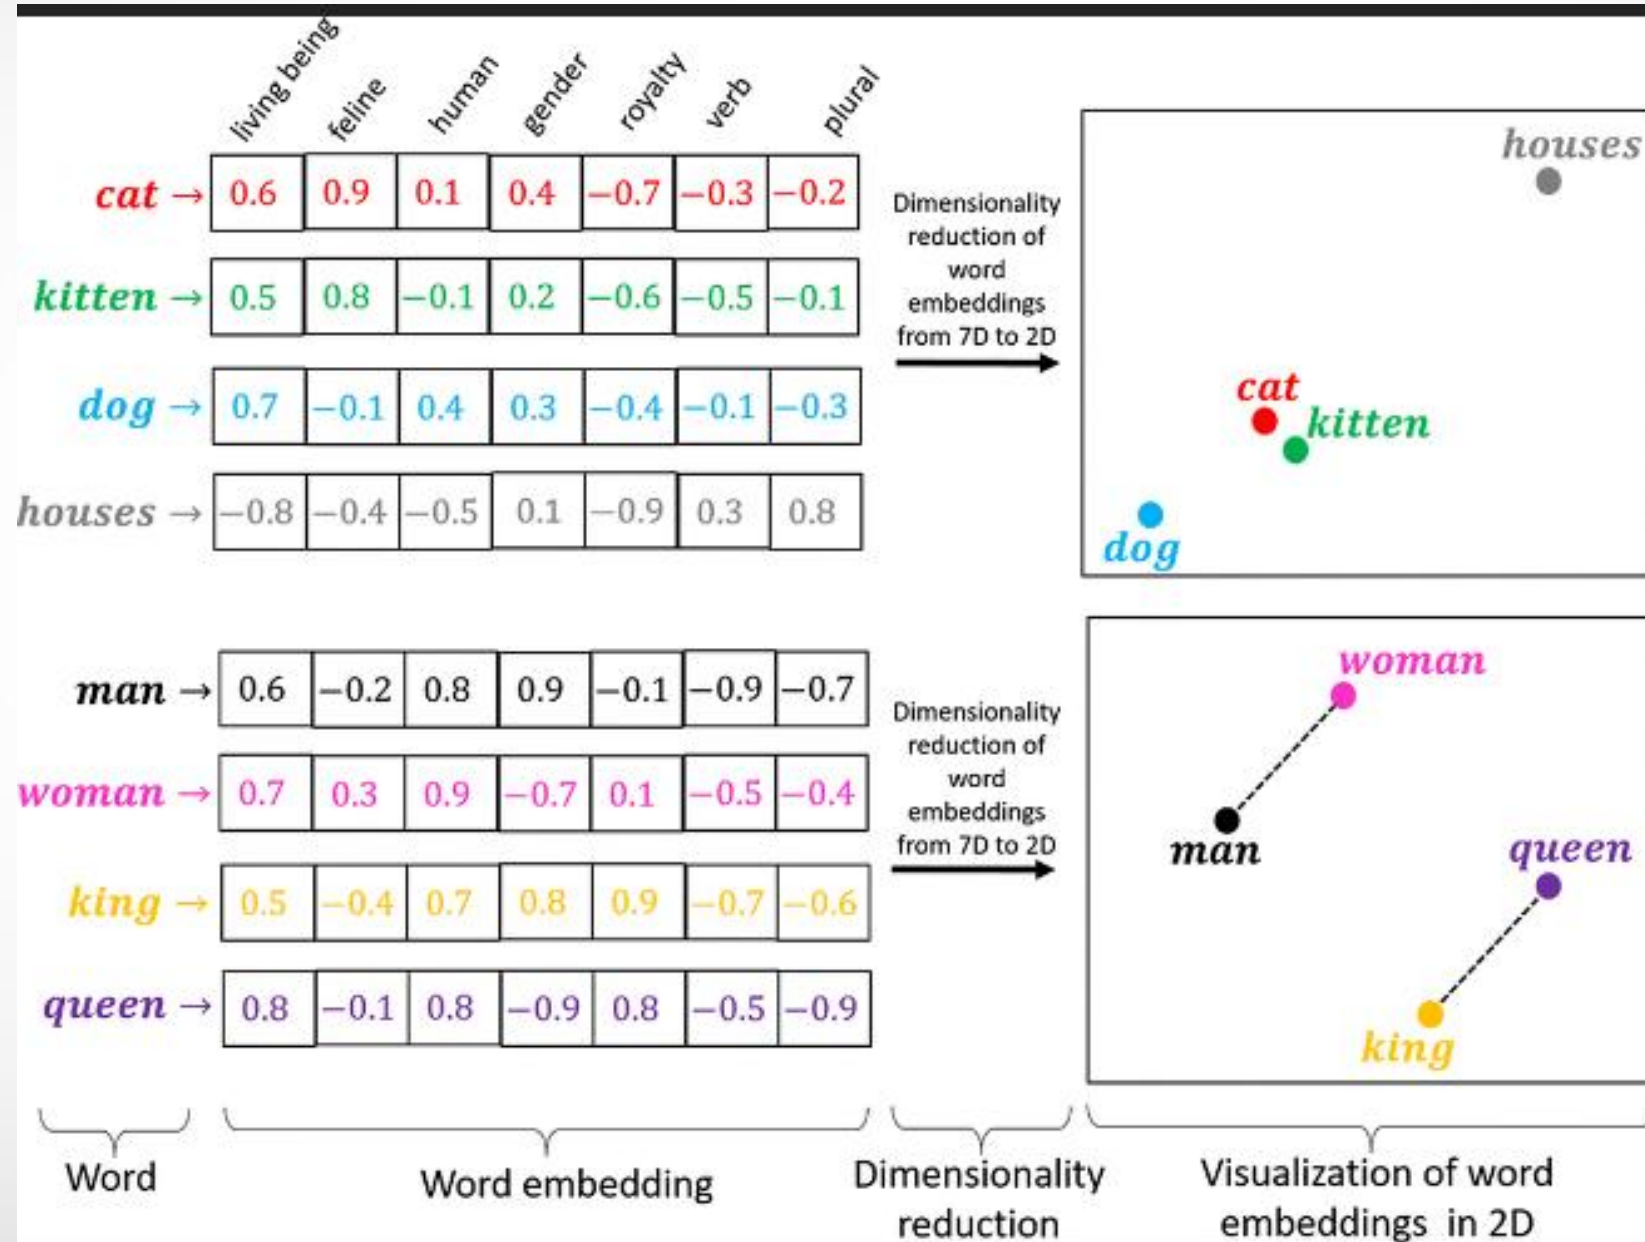 living being feline human gender royalty verb plural
cat → 0.6 0.9 0.1 0.4 −0.7 −0.3 −0.2
kitten → 0.5 0.8 −0.1 0.2 −0.6 −0.5 −0.1
dog → 0.7 −0.1 0.4 0.3 −0.4 −0.1 −0.3
houses → −0.8 −0.4 −0.5 0.1 −0.9 0.3 0.8
Dimensionality
reduction of
word
embeddings
from 7D to 2D
houses
cat
kitten
dog
man → 0.6 −0.2 0.8 0.9 −0.1 −0.9 −0.7
woman → 0.7 0.3 0.9 −0.7 0.1 −0.5 −0.4
king → 0.5 −0.4 0.7 0.8 0.9 −0.7 −0.6
queen → 0.8 −0.1 0.8 −0.9 0.8 −0.5 −0.9
Dimensionality
reduction of
word
embeddings
from 7D to 2D
woman
man
queen
king
Word
Word embedding
Dimensionality
reduction
Visualization of word
embeddings in 2D